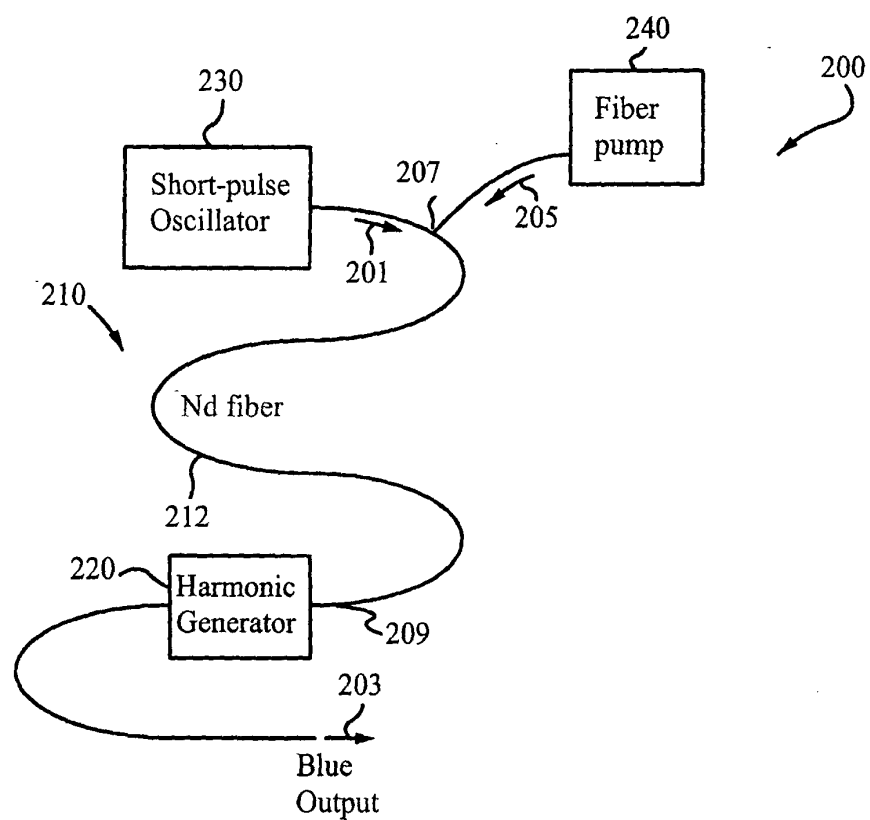 240
200
230
Fiber
pump
207
Short-pulse
Oscillator
205
201
210
Nd fiber
212
220
Harmonic
Generator
209
203
Blue
Output